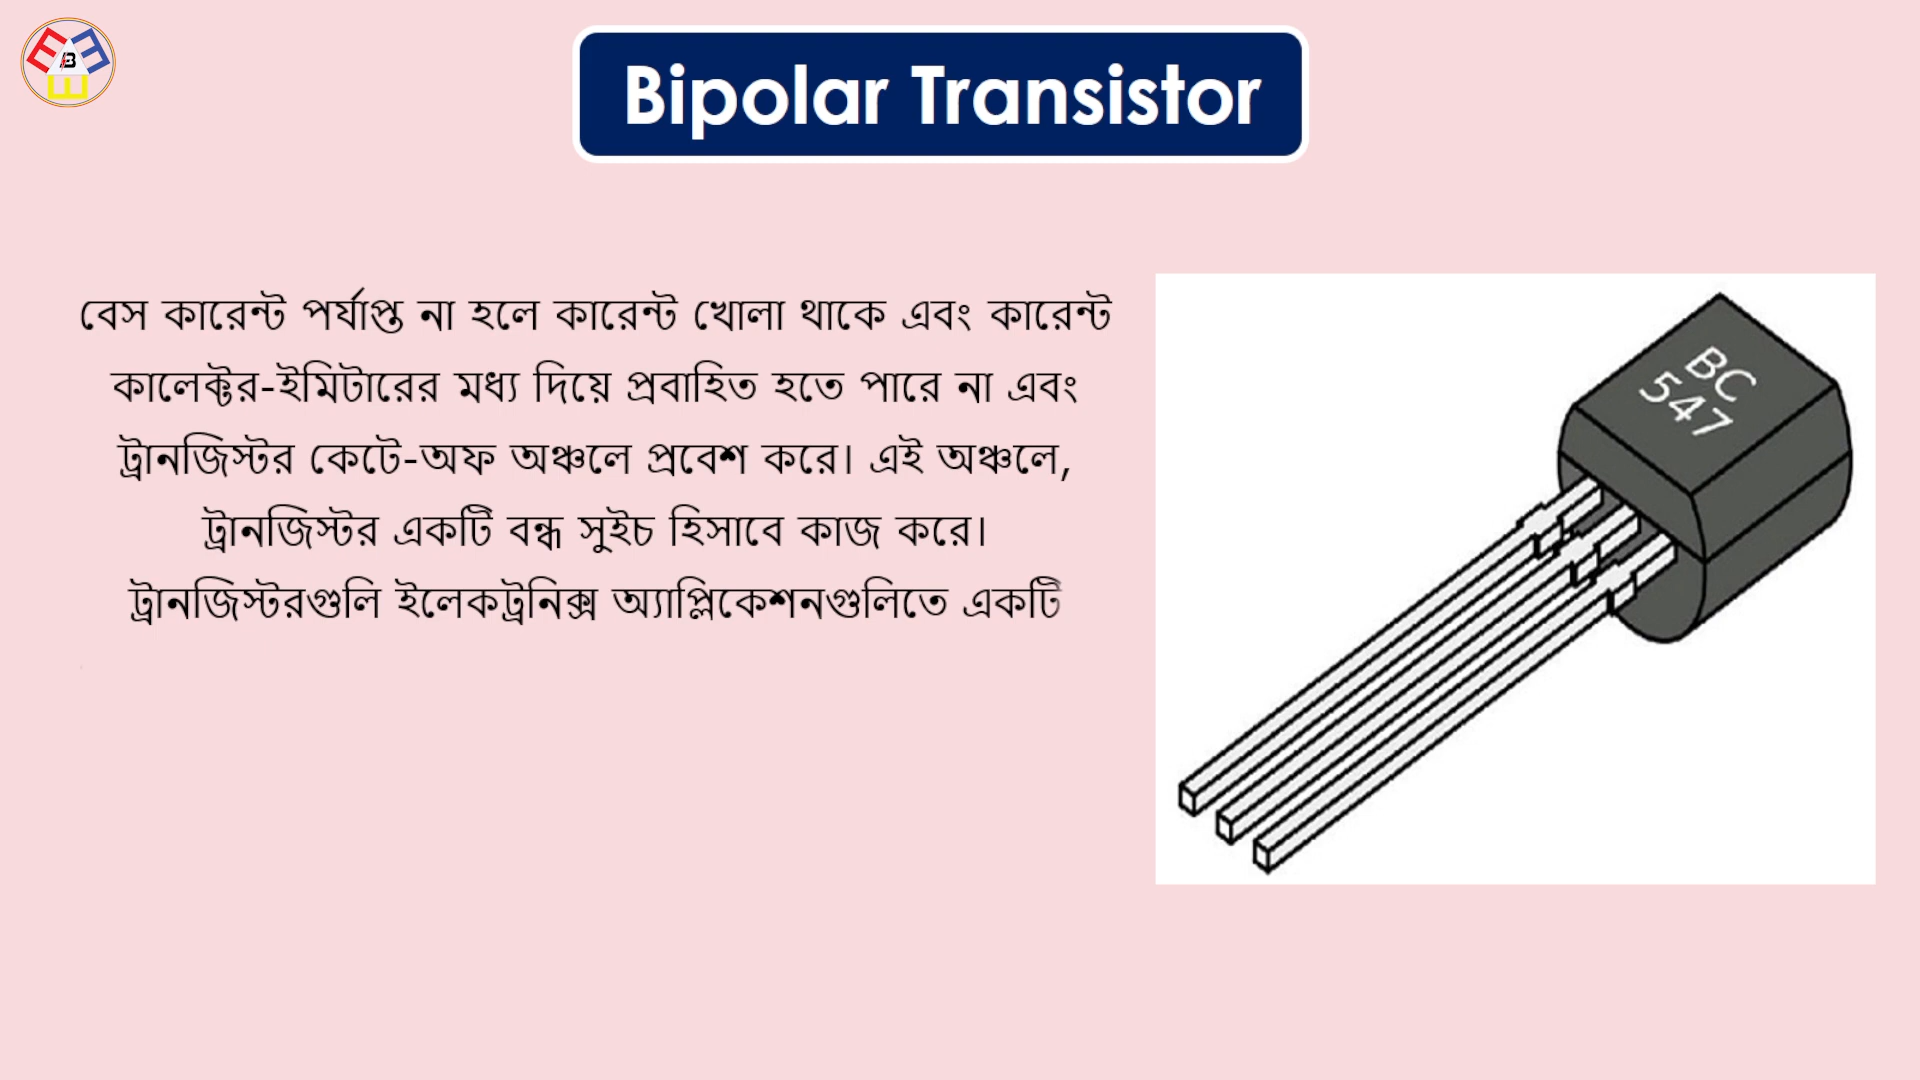 Bipolar Transistor
বেস কারেন্ট পর্যাপ্ত না হলে কারেন্ট খোলা থাকে এবং কারেন্ট
কালেক্টর-ইমিটারের মধ্য দিয়ে প্রবাহিত হতে পারে না এবং
ট্রানজিস্টর কেটে-অফ অঞ্চলে প্রবেশ করে। এই অঞ্চলে,
ট্রানজিস্টর একটি বন্ধ সুইচ হিসাবে কাজ করে।
ট্রানজিস্টরগুলি ইলেকট্রনিক্স অ্যাপ্লিকেশনগুলিতে একটি
BC
547